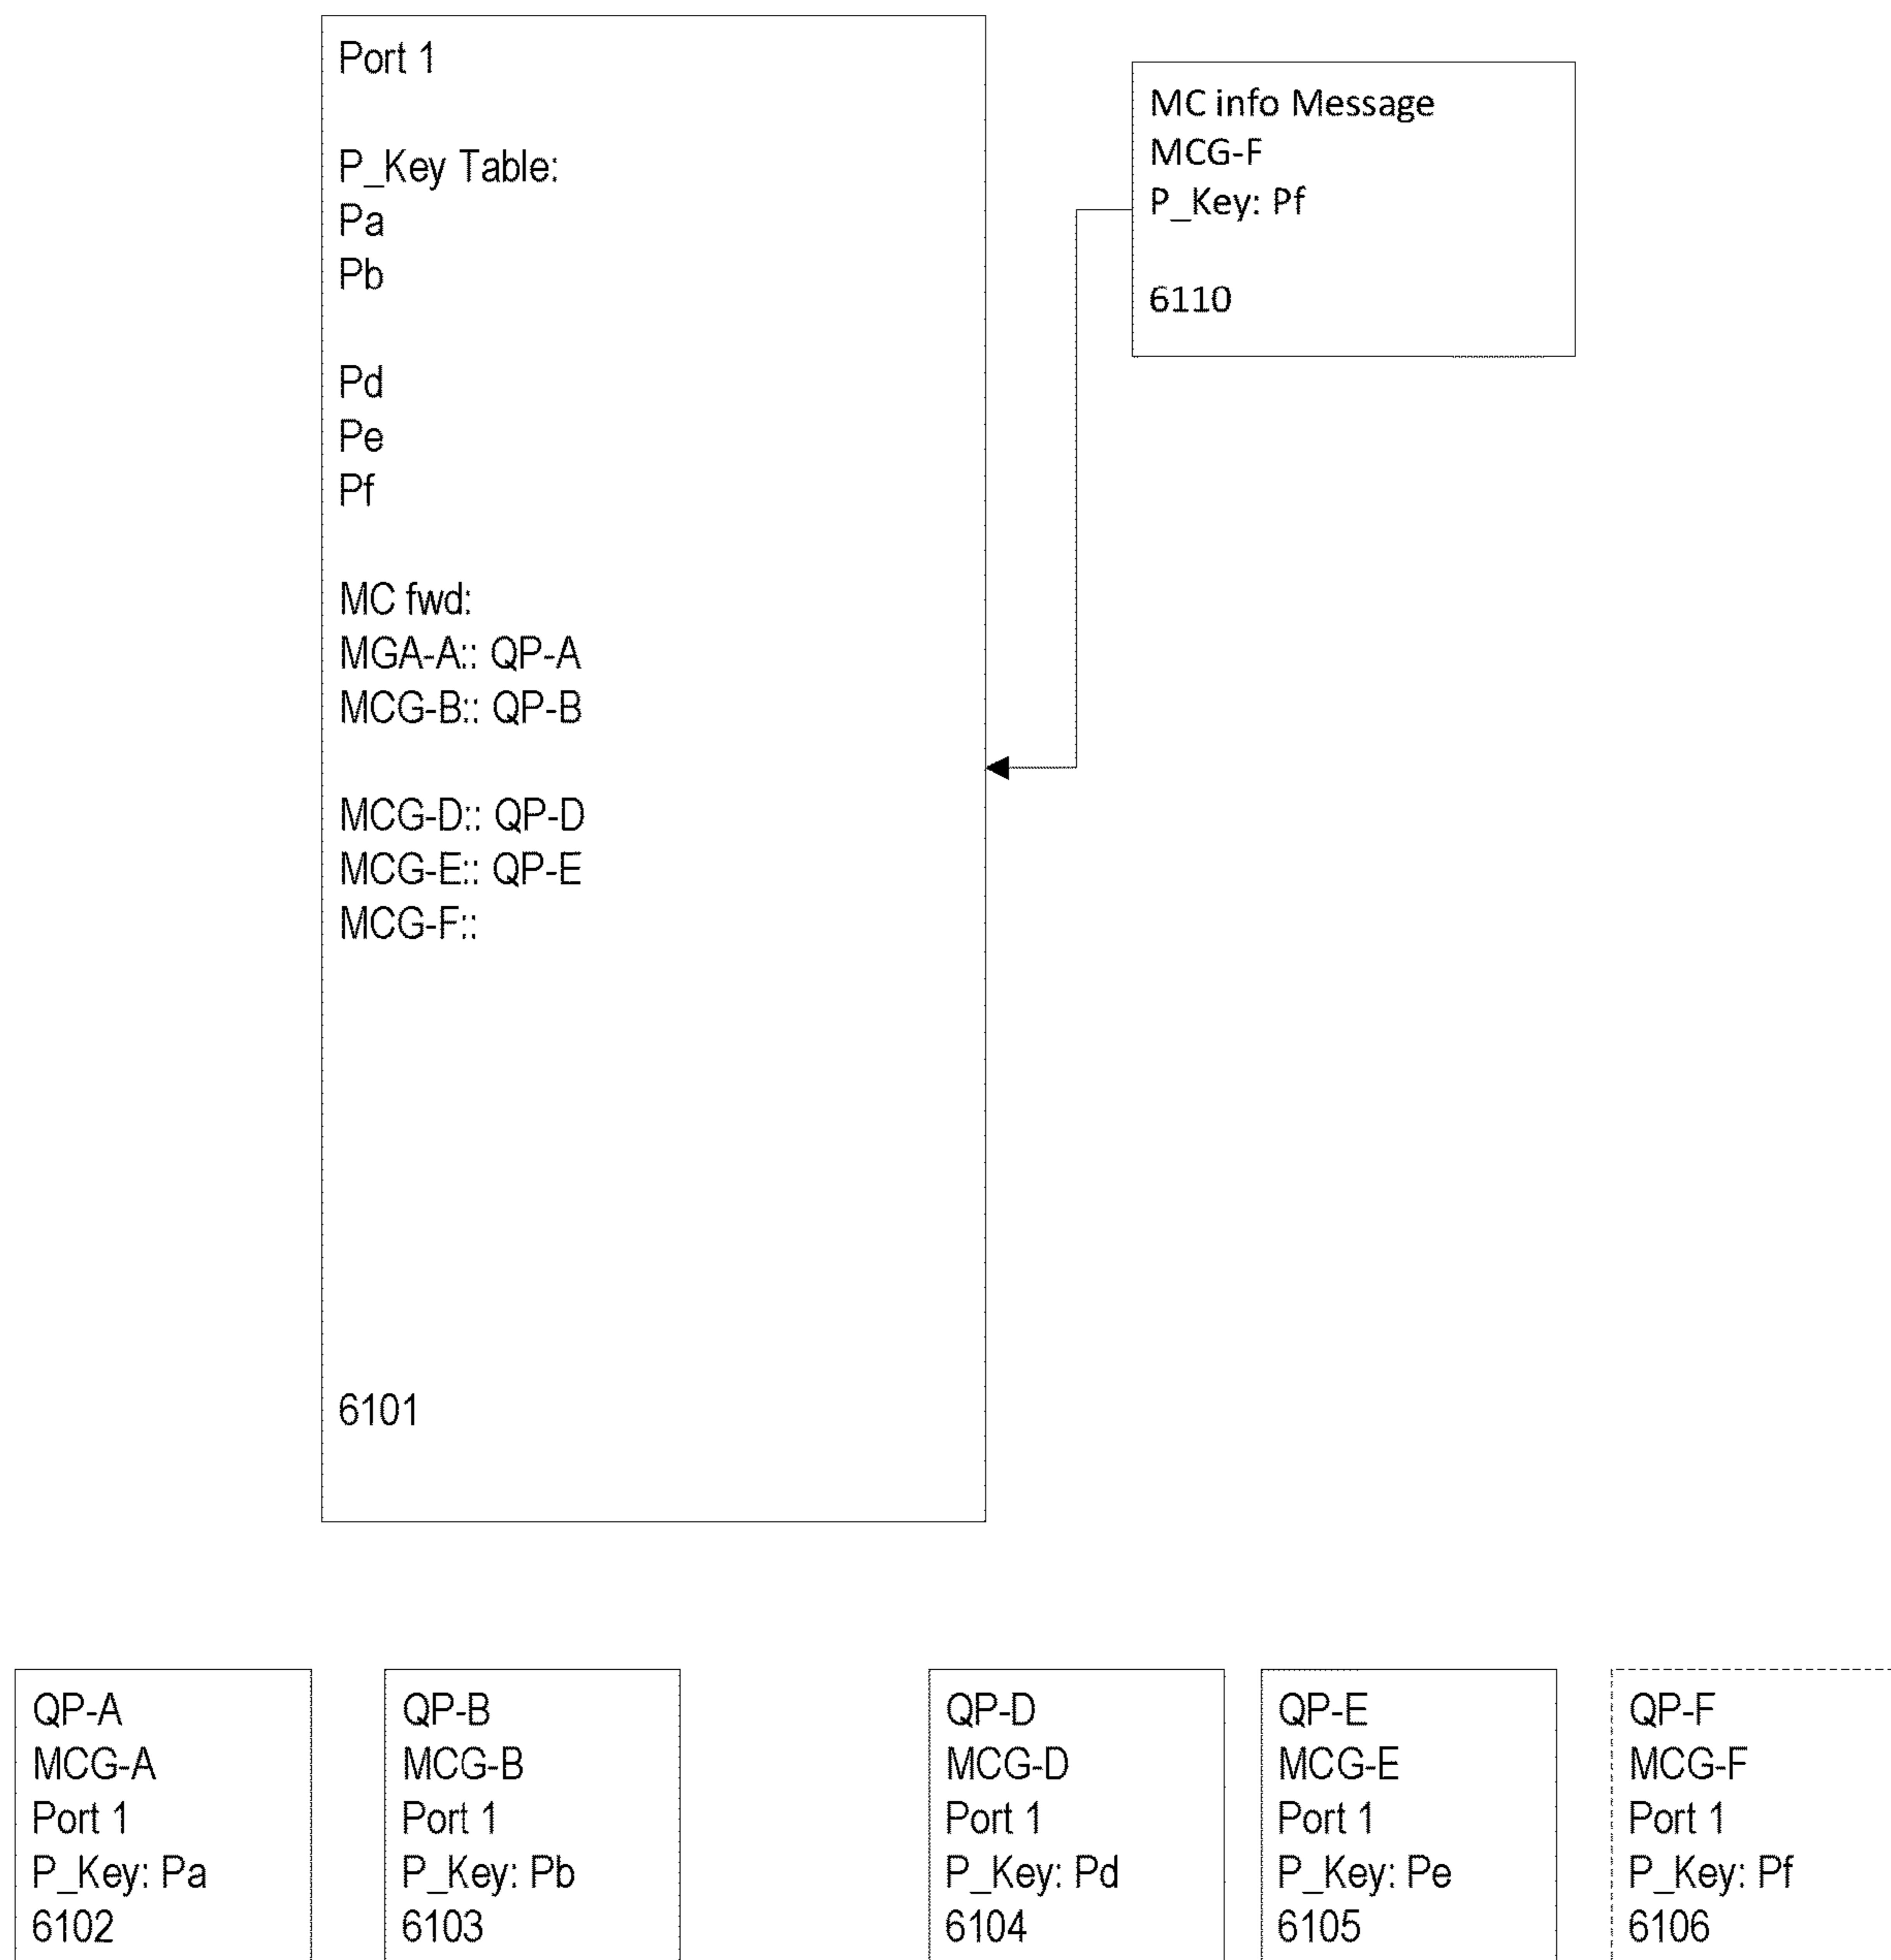 Port 1
P_Key Table:
Pa
Pb
Pd
Pe
Pf
MC fwd:
MGA-A:: QP-A
MCG-B:: QP-B
MCG-D:: QP-D
MCG-E:: QP-E
MCG-F::
6101
MC info Message
MCG-F
P_Key: Pf
6110
QP-A
MCG-A
Port 1
P_Key: Pa
6102
QP-B
MCG-B
Port 1
P_Key: Pb
6103
QP-D
MCG-D
Port 1
P_Key: Pd
6104
QP-E
MCG-E
Port 1
P_Key: Pe
6105
QP-F
MCG-F
Port 1
P_Key: Pf
6106